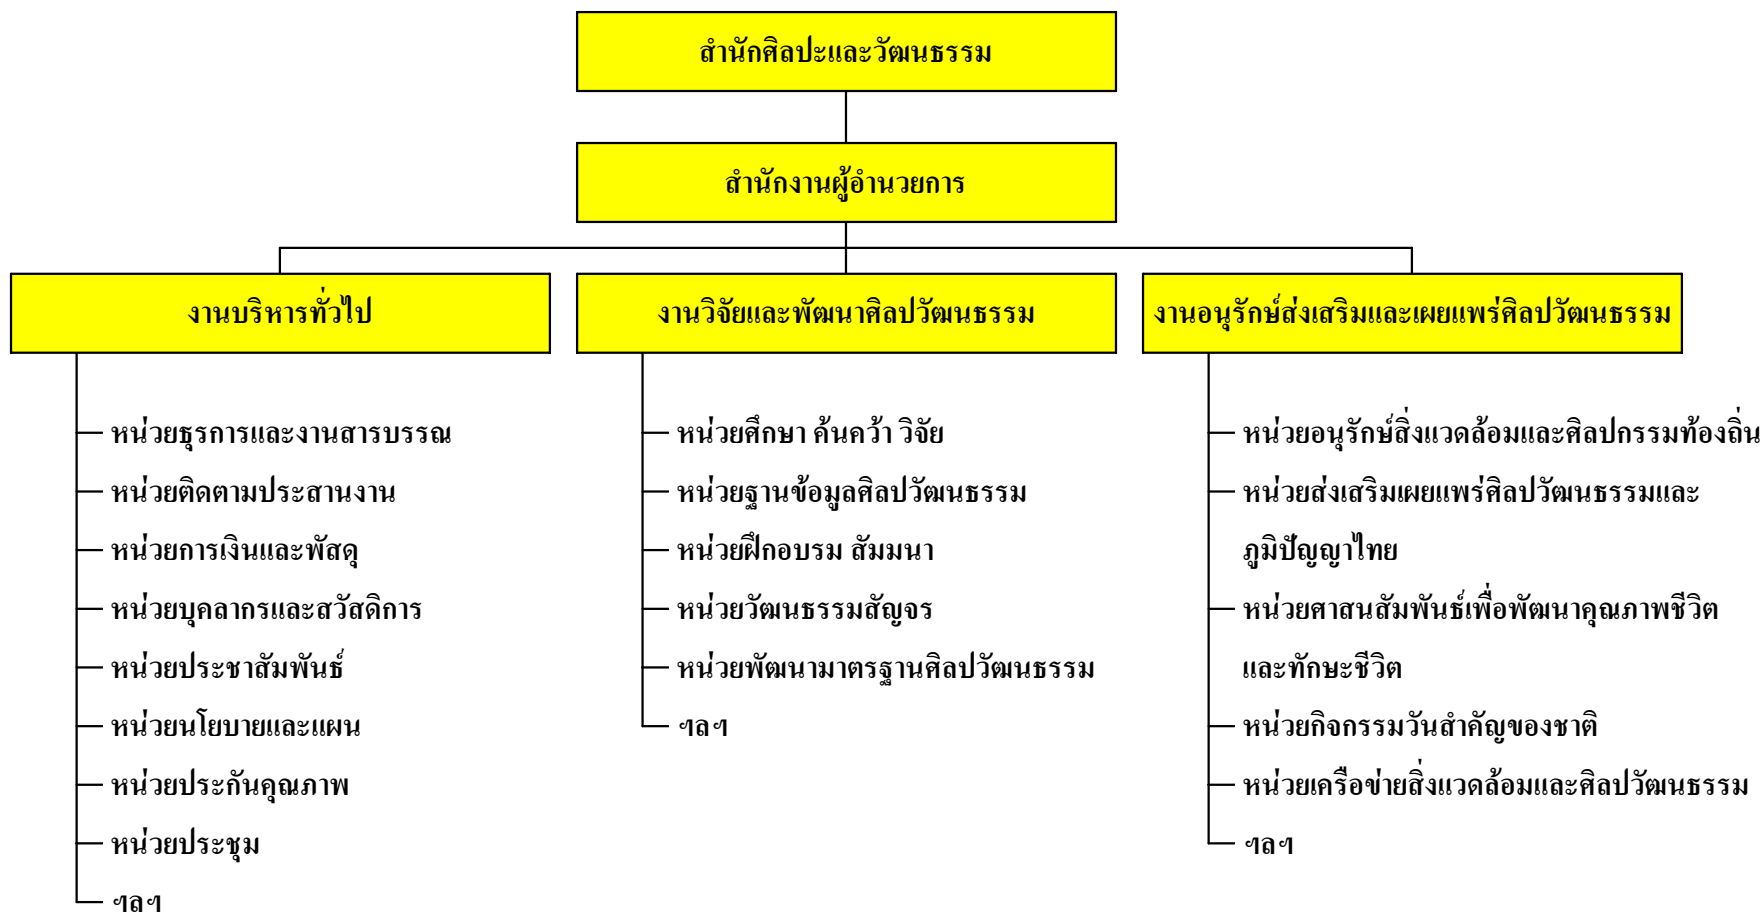 สำนักศิลปะและวัฒนธรรม
สำนักงานผู้อำนวยการ
งานบริหารทั่วไป
หน่วยธุรการและงานสารบรรณ
หน่วยติดตามประสานงาน
หน่วยการเงินและพัสดุ
หน่วยบุคลากรและสวัสดิการ
หน่วยประชาสัมพันธ์
หน่วยนโยบายและแผน
หน่วยประกันคุณภาพ
หน่วยประชุม
ฯลฯ
งานวิจัยและพัฒนาศิลปวัฒนธรรม
หน่วยศึกษา ค้นคว้า วิจัย
หน่วยฐานข้อมูลศิลปวัฒนธรรม
หน่วยฝึกอบรม สัมมนา
หน่วยวัฒนธรรมสัญจร
หน่วยพัฒนามาตรฐานศิลปวัฒนธรรม
ฯลฯ
งานอนุรักษ์ส่งเสริมและเผยแพร่ศิลปวัฒนธรรม
หน่วยอนุรักษ์สิ่งแวดล้อมและศิลปกรรมท้องถิ่น
หน่วยส่งเสริมเผยแพร่ศิลปวัฒนธรรมและ
ภูมิปัญญาไทย
หน่วยศาสนสัมพันธ์เพื่อพัฒนาคุณภาพชีวิต
และทักษะชีวิต
หน่วยกิจกรรมวันสำคัญของชาติ
หน่วยเครือข่ายสิ่งแวดล้อมและศิลปวัฒนธรรม
ฯลฯ